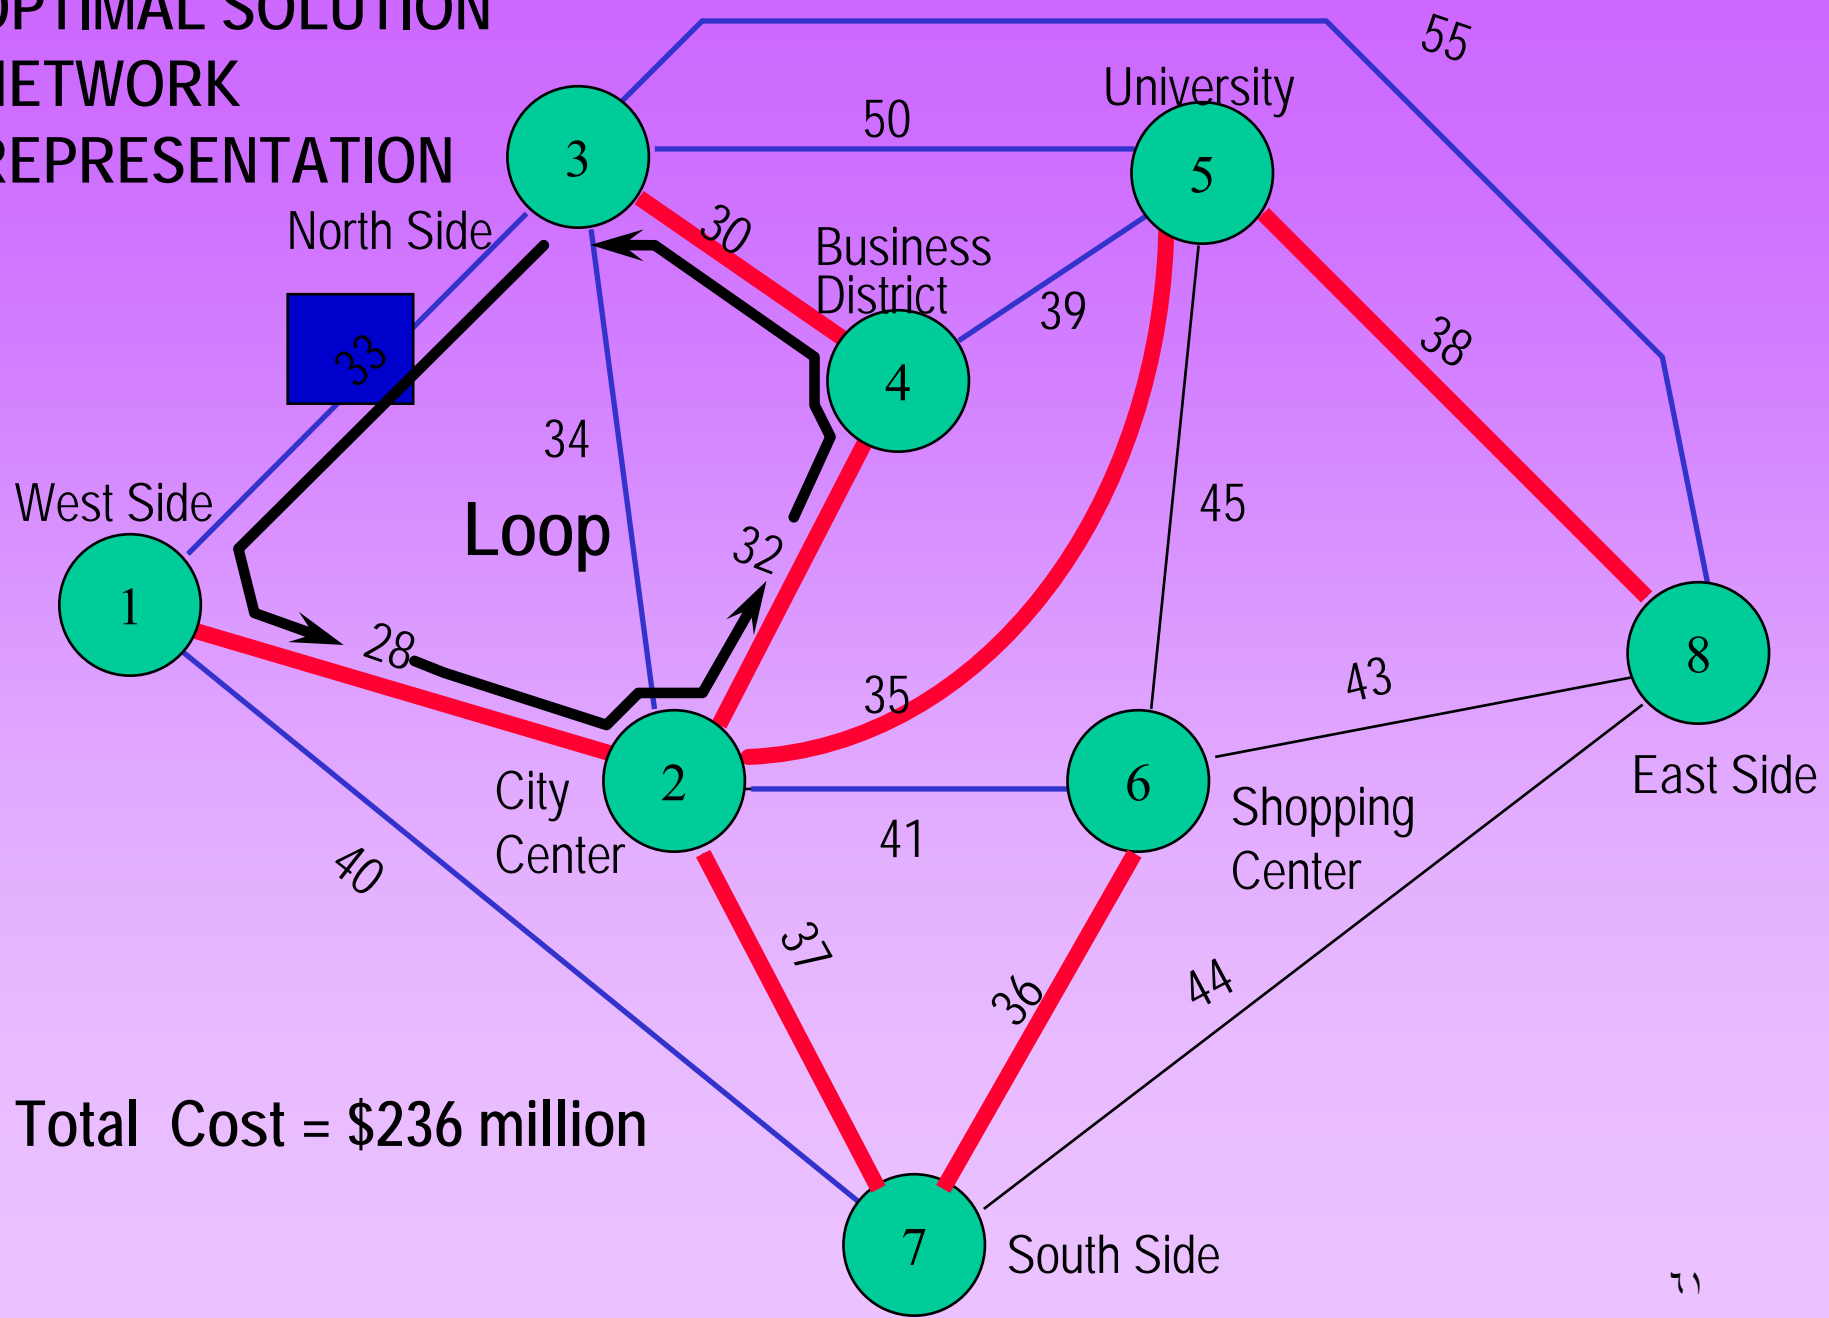 OPTIMAL SOLUTION
NETWORK
REPRESENTATION
55
University
50
3
5
30
North Side
Business
District
39
33
38
4
34
West Side
Loop
45
32
1
28
8
43
35
City
Center
2
6
East Side
Shopping
Center
41
40
37
36
44
Total Cost = $236 million
7
South Side
٦١